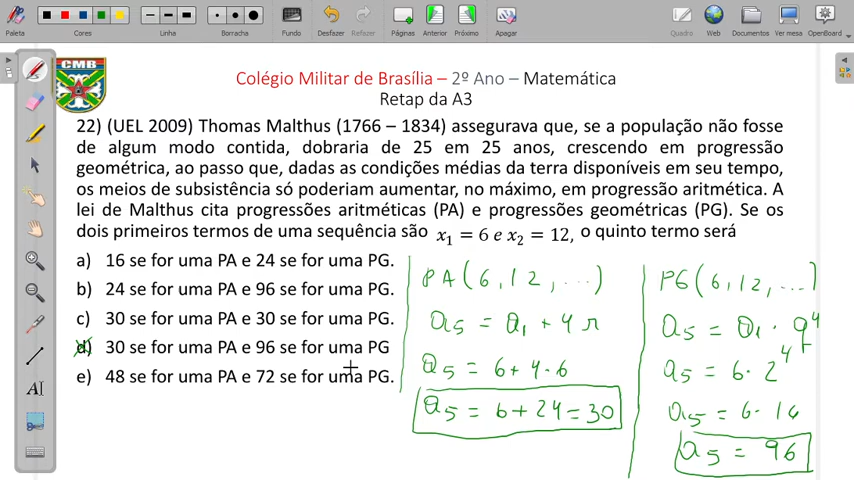 Paleta Cores Linha Borracha Fundo Desfazer Refazer Páginas Anterior Próximo Apagar Quadro Web Documentos Ver mesa OpenBoard
CMB
Colégio Militar de Brasília – 2º Ano – Matemática
Retap da A3
22) (UEL 2009) Thomas Malthus (1766 – 1834) assegurava que, se a população não fosse
de algum modo contida, dobraria de 25 em 25 anos, crescendo em progressão
geométrica, ao passo que, dadas as condições médias da terra disponíveis em seu tempo,
os meios de subsistência só poderiam aumentar, no máximo, em progressão aritmética. A
lei de Malthus cita progressões aritméticas (PA) e progressões geométricas (PG). Se os
dois primeiros termos de uma sequência são x₁ = 6 e x₂ = 12, o quinto termo será
a) 16 se for uma PA e 24 se for uma PG.
b) 24 se for uma PA e 96 se for uma PG.
c) 30 se for uma PA e 30 se for uma PG.
d) 30 se for uma PA e 96 se for uma PG
e) 48 se for uma PA e 72 se for uma PG.
PA (6, 12, ...)
a₅ = a₁ + 4r
a₅ = 6 + 4 · 6
a₅ = 6 + 24 = 30
PG (6, 12, ...)
a₅ = a₁ · q⁴
a₅ = 6 · 2⁴
a₅ = 6 · 16
a₅ = 96